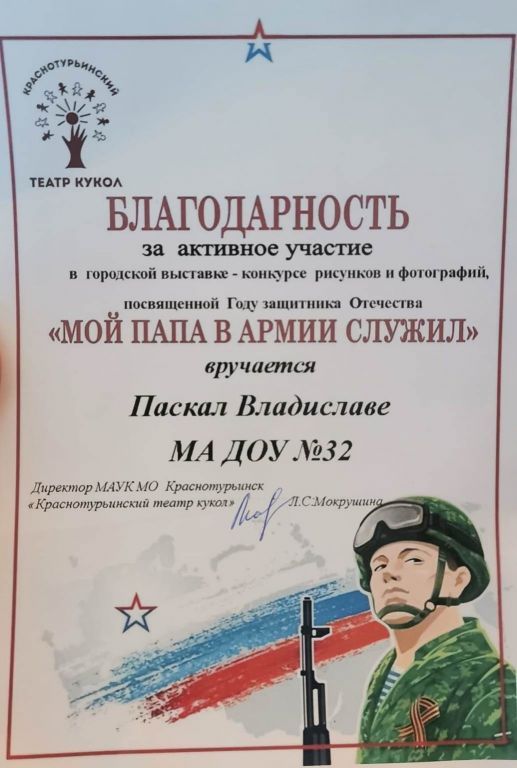 КРАСНОТУРЬИНСКИЙ
ТЕАТР КУКОЛ
БЛАГОДАРНОСТЬ
за активное участие
в городской выставке - конкурсе рисунков и фотографий,
посвященной Году защитника Отечества
«МОЙ ПАПА В АРМИИ СЛУЖИЛ»
вручается
Паскал Владиславе
МА ДОУ №32
Директор МАУК МО Краснотурьинск
«Краснотурьинский театр кукол» Л.С.Мокрушина